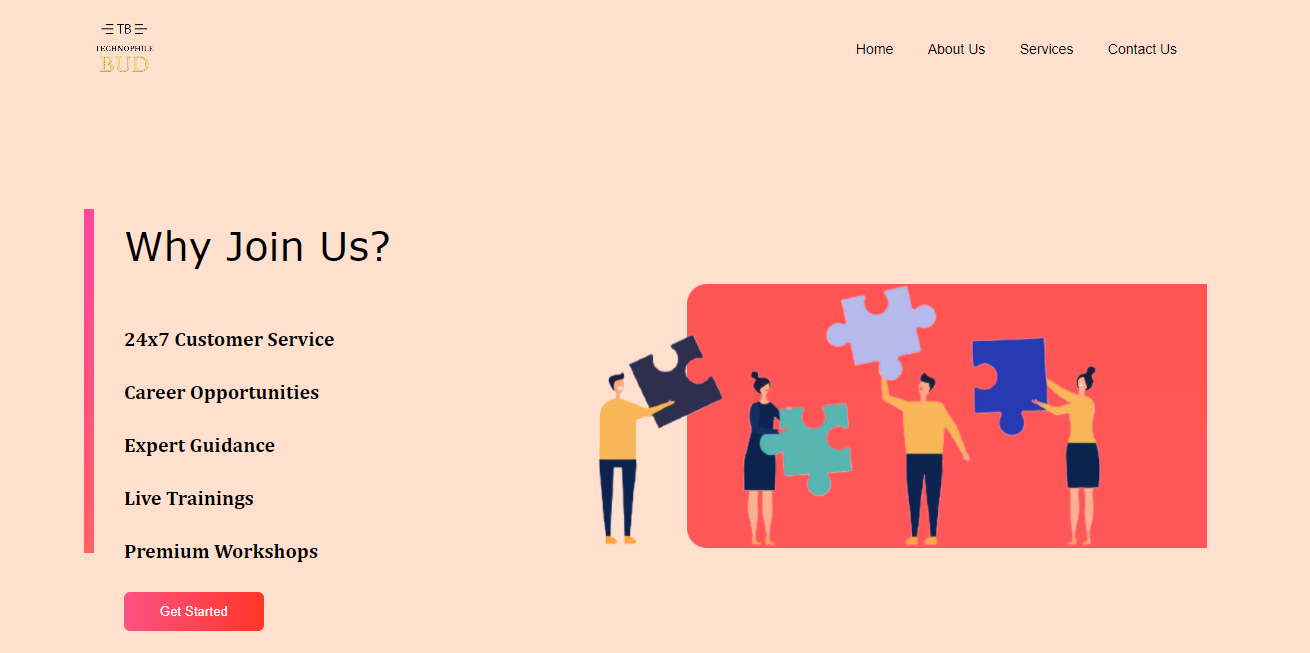 TB
TECHNOPHILE
BUD
Home About Us Services Contact Us
Why Join Us?
24x7 Customer Service
Career Opportunities
Expert Guidance
Live Trainings
Premium Workshops
Get Started